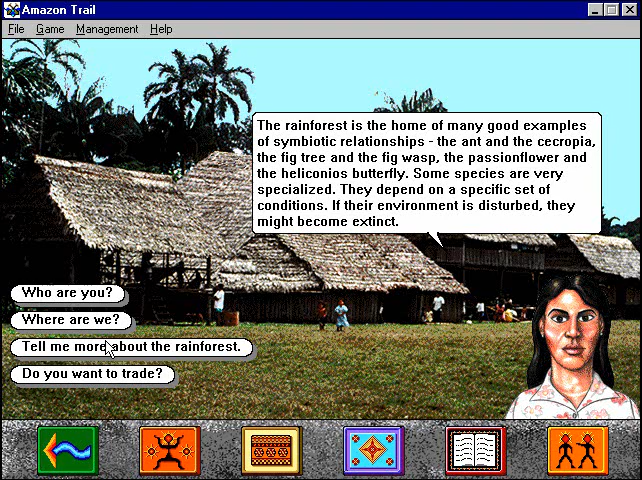 Amazon Trail
File Game Management Help
The rainforest is the home of many good examples
of symbiotic relationships - the ant and the cecropia,
the fig tree and the fig wasp, the passionflower and
the heliconios butterfly. Some species are very
specialized. They depend on a specific set of
conditions. If their environment is disturbed, they
might become extinct.
Who are you?
Where are we?
Tell me more about the rainforest.
Do you want to trade?